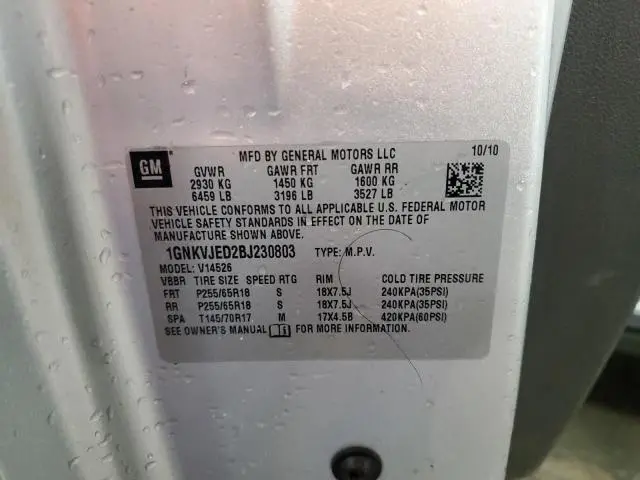 MFD BY GENERAL MOTORS LLC 10/10
GM
GVWR GAWR FRT GAWR RR
2930 KG 1450 KG 1600 KG
6459 LB 3196 LB 3527 LB
THIS VEHICLE CONFORMS TO ALL APPLICABLE U.S. FEDERAL MOTOR
VEHICLE SAFETY STANDARDS IN EFFECT ON THE DATE OF
MANUFACTURE SHOWN ABOVE.
1GNKVJED2BJ230803 TYPE: M.P.V.
MODEL: V14526
VBBR TIRE SIZE SPEED RTG RIM COLD TIRE PRESSURE
FRT P255/65R18 S 18X7.5J 240KPA(35PSI)
RR P255/65R18 S 18X7.5J 240KPA(35PSI)
SPA T145/70R17 M 17X4.5B 420KPA(60PSI)
SEE OWNER'S MANUAL FOR MORE INFORMATION.